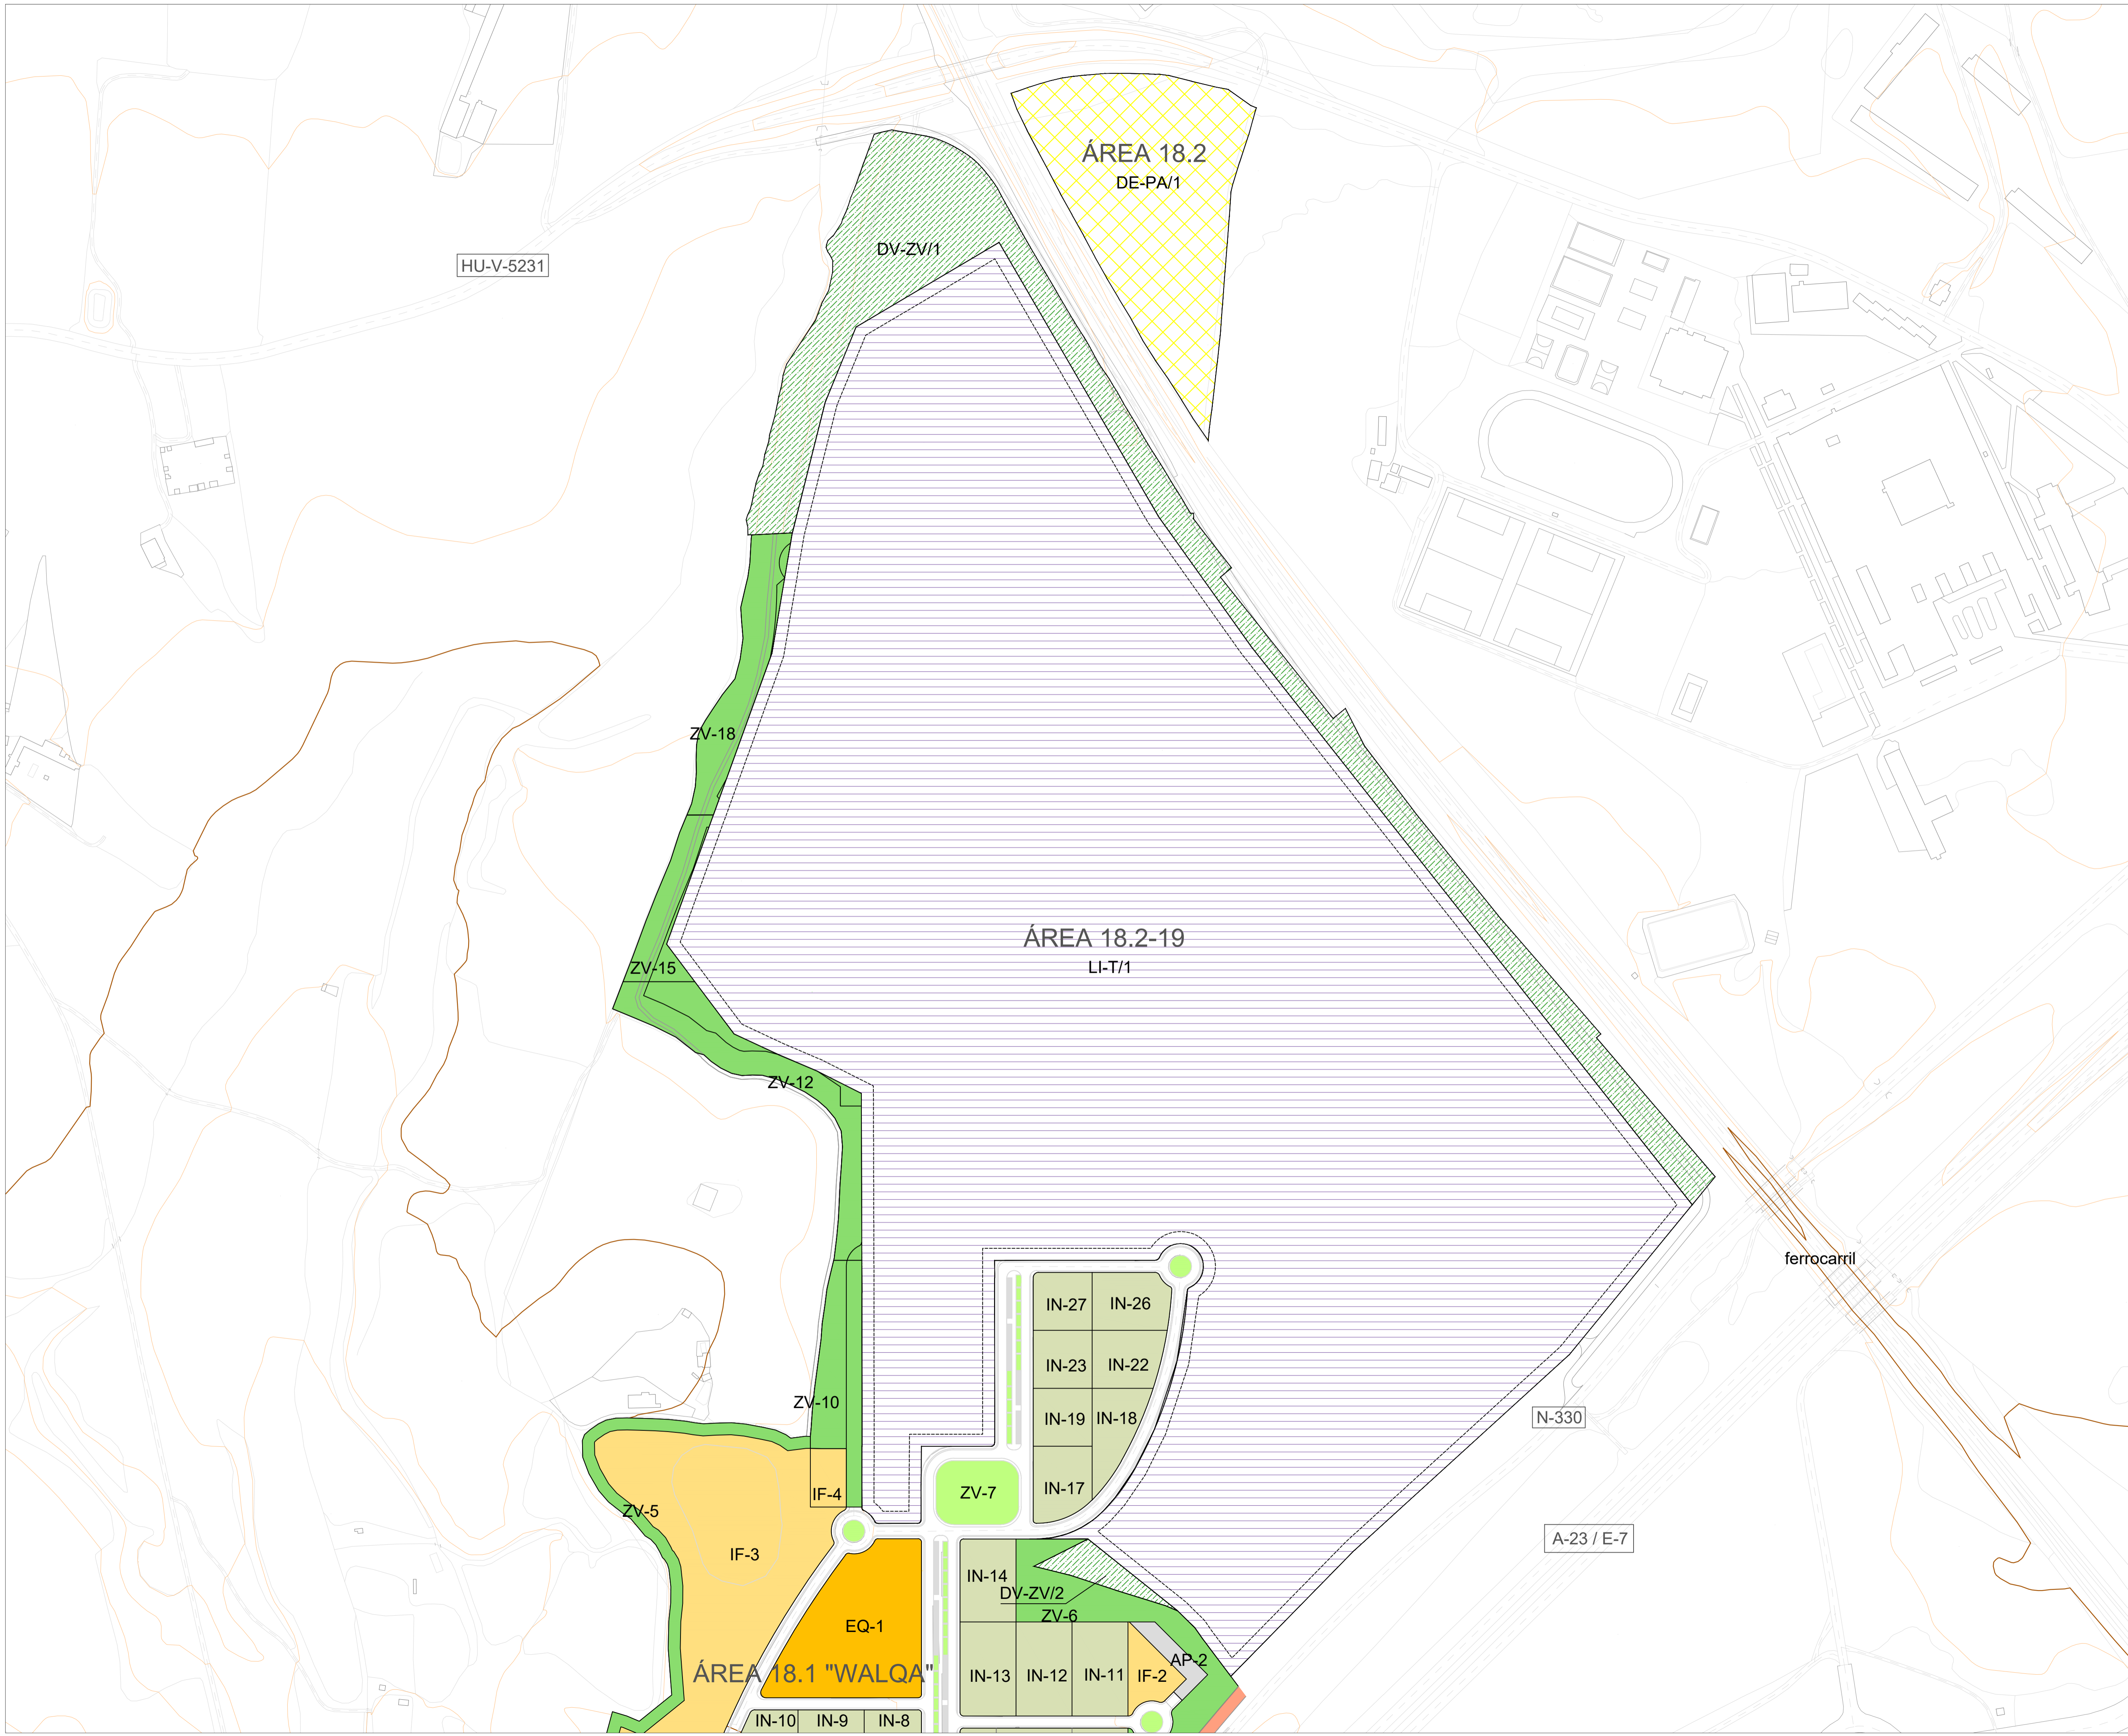 ÁREA 18.2
DE-PA/1
DV-ZV/1
HU-V-5231
ZV-18
ÁREA 18.2-19
LI-T/1
ZV-15
ZV-12
ferrocarril
IN-27
IN-26
IN-23
IN-22
ZV-10
IN-19
IN-18
N-330
IF-4
ZV-7
IN-17
ZV-5
A-23 / E-7
IF-3
IN-14
DV-ZV/2
ZV-6
EQ-1
AP-2
ÁREA 18.1 "WALQA"
IN-13
IN-12
IN-11
IF-2
IN-10
IN-9
IN-8